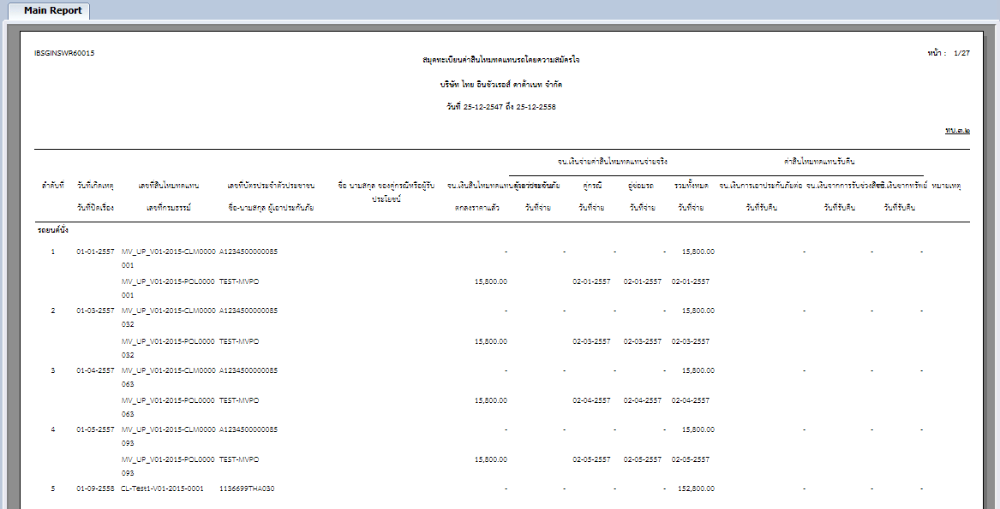 Main Report
IBSGINSWR60015
หน้า : 1/27
สมุดทะเบียนค่าสินไหมทดแทนรถโดยความสมัครใจ
บริษัท ไทย อินชัวเรอส์ ดาต้าเนท จำกัด
วันที่ 25-12-2547 ถึง 25-12-2558
ทบ.๓.๒
จน.เงินจ่ายค่าสินไหมทดแทนจ่ายจริง ค่าสินไหมทดแทนรับคืน
ลำดับที่ วันที่เกิดเหตุ เลขที่สินไหมทดแทน เลขที่บัตรประจำตัวประชาชน ชื่อ นามสกุล ของคู่กรณีหรือผู้รับ จน.เงินสินไหมทดแทน คู่กรณี อู่ซ่อมรถ รวมทั้งหมด จน.เงินการเอาประกันภัยต่อ จน.เงินจากการรับช่วงสิทธิ จน.เงินจากทรัพย์ หมายเหตุ
ประโยชน์
วันที่ปิดเรื่อง เลขที่กรมธรรม์ ชื่อ-นามสกุล ผู้เอาประกันภัย ตกลงราคาแล้ว วันที่จ่าย วันที่จ่าย วันที่จ่าย วันที่จ่าย วันที่รับคืน วันที่รับคืน วันที่รับคืน
รถยนต์นั่ง
1 01-01-2557 MV_UP_V01-2015-CLM0000 A1234500000085 - - - - 15,800.00 - - -
001
MV_UP_V01-2015-POL0000 TEST-MVPO 15,800.00 02-01-2557 02-01-2557 02-01-2557
001
2 01-03-2557 MV_UP_V01-2015-CLM0000 A1234500000085 - - - - 15,800.00 - - -
032
MV_UP_V01-2015-POL0000 TEST-MVPO 15,800.00 02-03-2557 02-03-2557 02-03-2557
032
3 01-04-2557 MV_UP_V01-2015-CLM0000 A1234500000085 - - - - 15,800.00 - - -
063
MV_UP_V01-2015-POL0000 TEST-MVPO 15,800.00 02-04-2557 02-04-2557 02-04-2557
063
4 01-05-2557 MV_UP_V01-2015-CLM0000 A1234500000085 - - - - 15,800.00 - - -
093
MV_UP_V01-2015-POL0000 TEST-MVPO 15,800.00 02-05-2557 02-05-2557 02-05-2557
093
5 01-09-2558 CL-Test1-V01-2015-0001 1136699THA030 - - - - 152,800.00 - - -